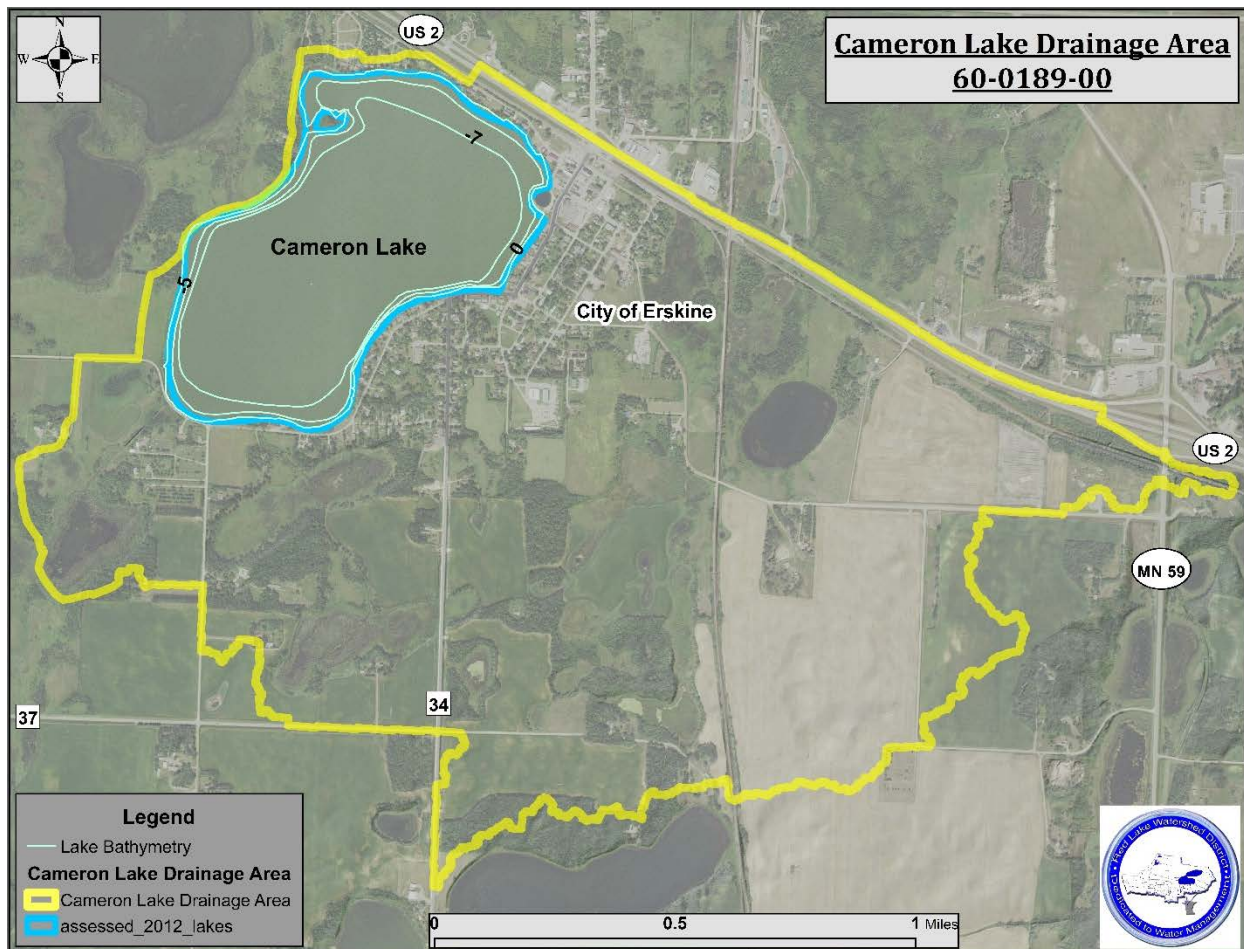 N
W E
S
US 2
Cameron Lake Drainage Area
60-0189-00
-7
Cameron Lake
0
-5
City of Erskine
US 2
MN 59
34
37
Legend
Lake Bathymetry
Cameron Lake Drainage Area
Cameron Lake Drainage Area
assessed_2012_lakes
0 0.5 1 Miles
Red Lake Watershed District
Dedicated to Water Management